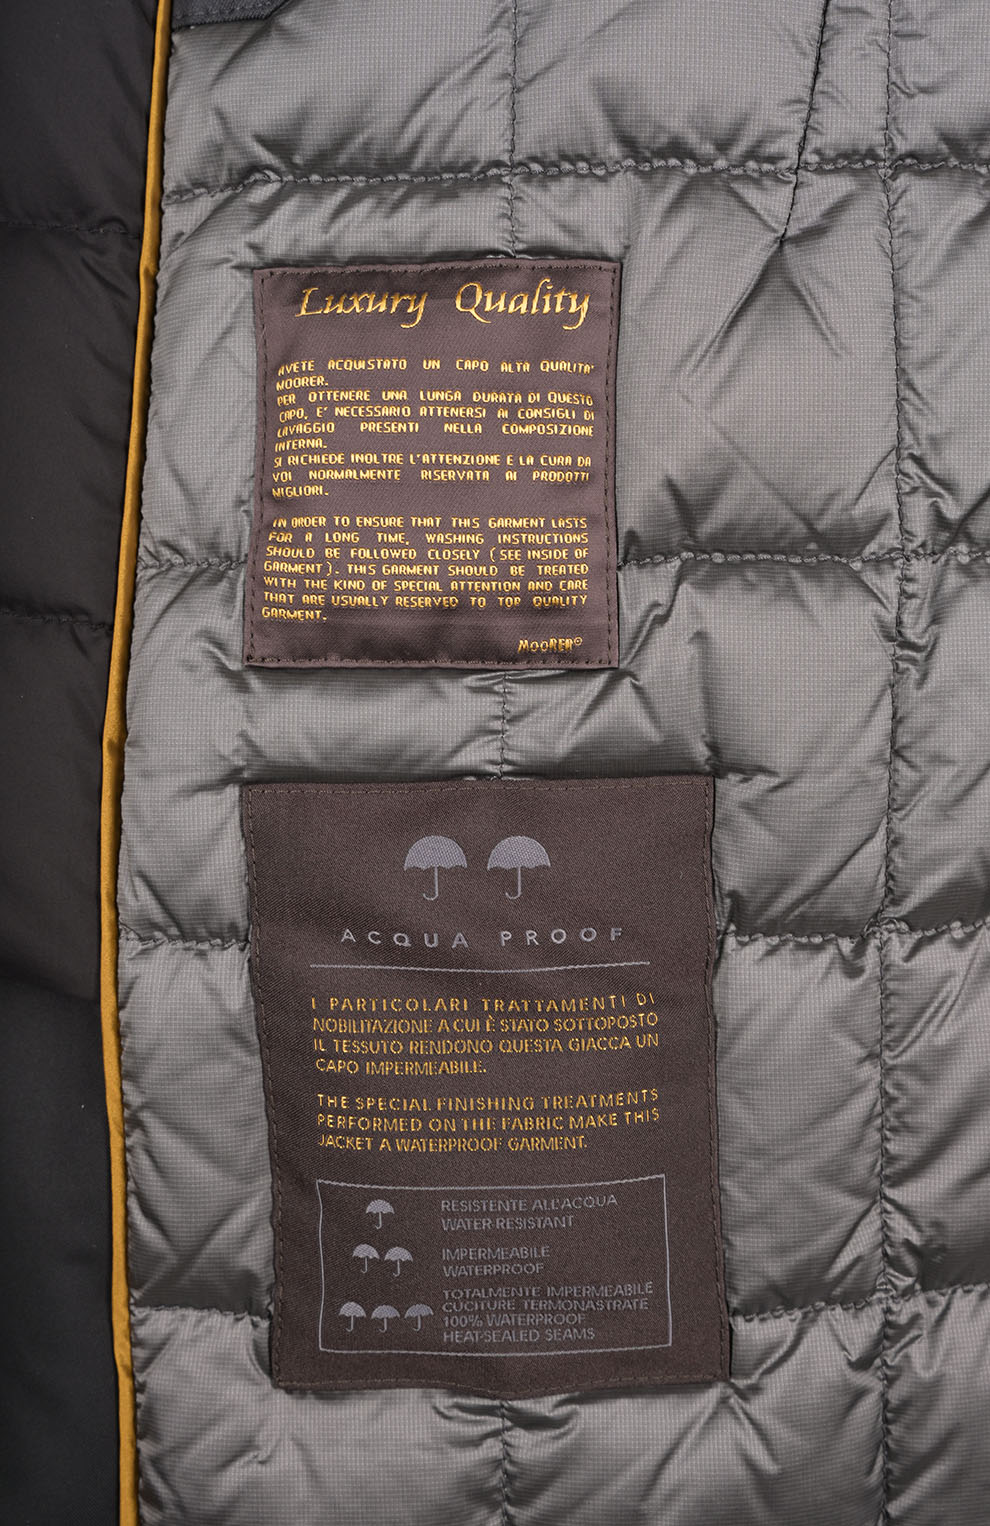 Luxury Quality
AVETE ACQUISTATO UN CAPO ALTA QUALITA'
MOORER.
PER OTTENERE UNA LUNGA DURATA DI QUESTO
CAPO, E' NECESSARIO ATTENERSI AI CONSIGLI DI
LAVAGGIO PRESENTI NELLA COMPOSIZIONE
INTERNA.
SI RICHIEDE INOLTRE L'ATTENZIONE E LA CURA DA
VOI NORMALMENTE RISERVATA AI PRODOTTI
MIGLIORI.
IN ORDER TO ENSURE THAT THIS GARMENT LASTS
FOR A LONG TIME, WASHING INSTRUCTIONS
SHOULD BE FOLLOWED CLOSELY (SEE INSIDE OF
GARMENT). THIS GARMENT SHOULD BE TREATED
WITH THE KIND OF SPECIAL ATTENTION AND CARE
THAT ARE USUALLY RESERVED TO TOP QUALITY
GARMENT.
MOORER©
ACQUA PROOF
I PARTICOLARI TRATTAMENTI DI
NOBILITAZIONE A CUI È STATO SOTTOPOSTO
IL TESSUTO RENDONO QUESTA GIACCA UN
CAPO IMPERMEABILE.
THE SPECIAL FINISHING TREATMENTS
PERFORMED ON THE FABRIC MAKE THIS
JACKET A WATERPROOF GARMENT.
RESISTENTE ALL'ACQUA
WATER-RESISTANT
IMPERMEABILE
WATERPROOF
TOTALMENTE IMPERMEABILE
CUCITURE TERMONASTRATE
100% WATERPROOF
HEAT-SEALED SEAMS